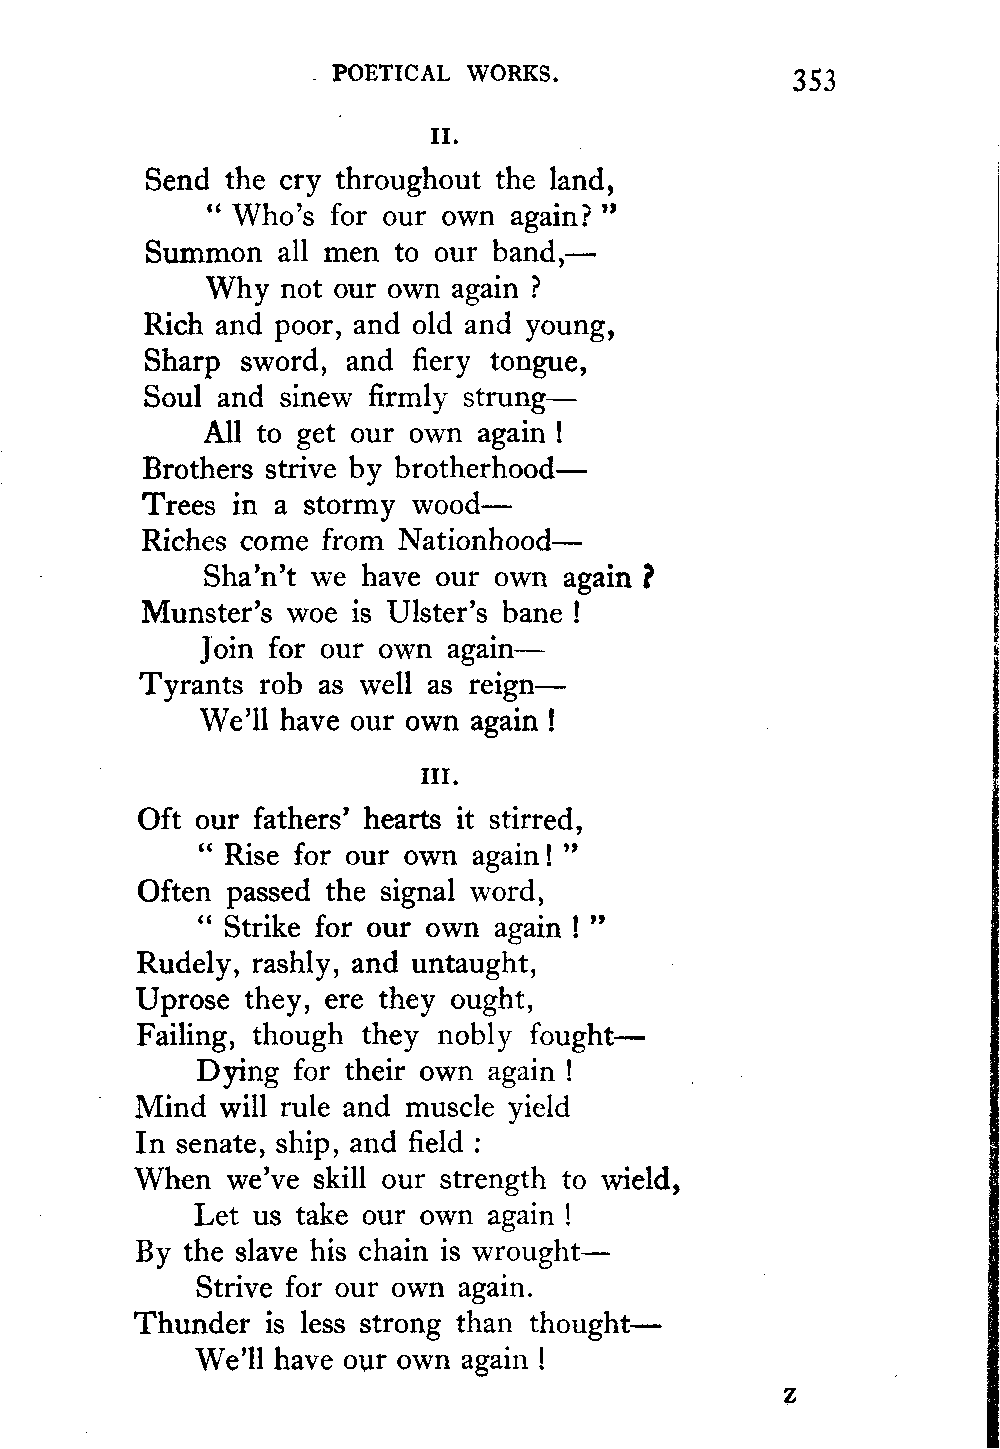 POETICAL WORKS. 353
II.
Send the cry throughout the land,
“ Who’s for our own again? ”
Summon all men to our band,—
Why not our own again ?
Rich and poor, and old and young,
Sharp sword, and fiery tongue,
Soul and sinew firmly strung—
All to get our own again !
Brothers strive by brotherhood—
Trees in a stormy wood—
Riches come from Nationhood—
Sha’n’t we have our own again ?
Munster’s woe is Ulster’s bane !
Join for our own again—
Tyrants rob as well as reign—
We’ll have our own again !
III.
Oft our fathers’ hearts it stirred,
“ Rise for our own again! ”
Often passed the signal word,
“ Strike for our own again ! ”
Rudely, rashly, and untaught,
Uprose they, ere they ought,
Failing, though they nobly fought—
Dying for their own again !
Mind will rule and muscle yield
In senate, ship, and field :
When we’ve skill our strength to wield,
Let us take our own again !
By the slave his chain is wrought—
Strive for our own again.
Thunder is less strong than thought—
We’ll have our own again !
Z